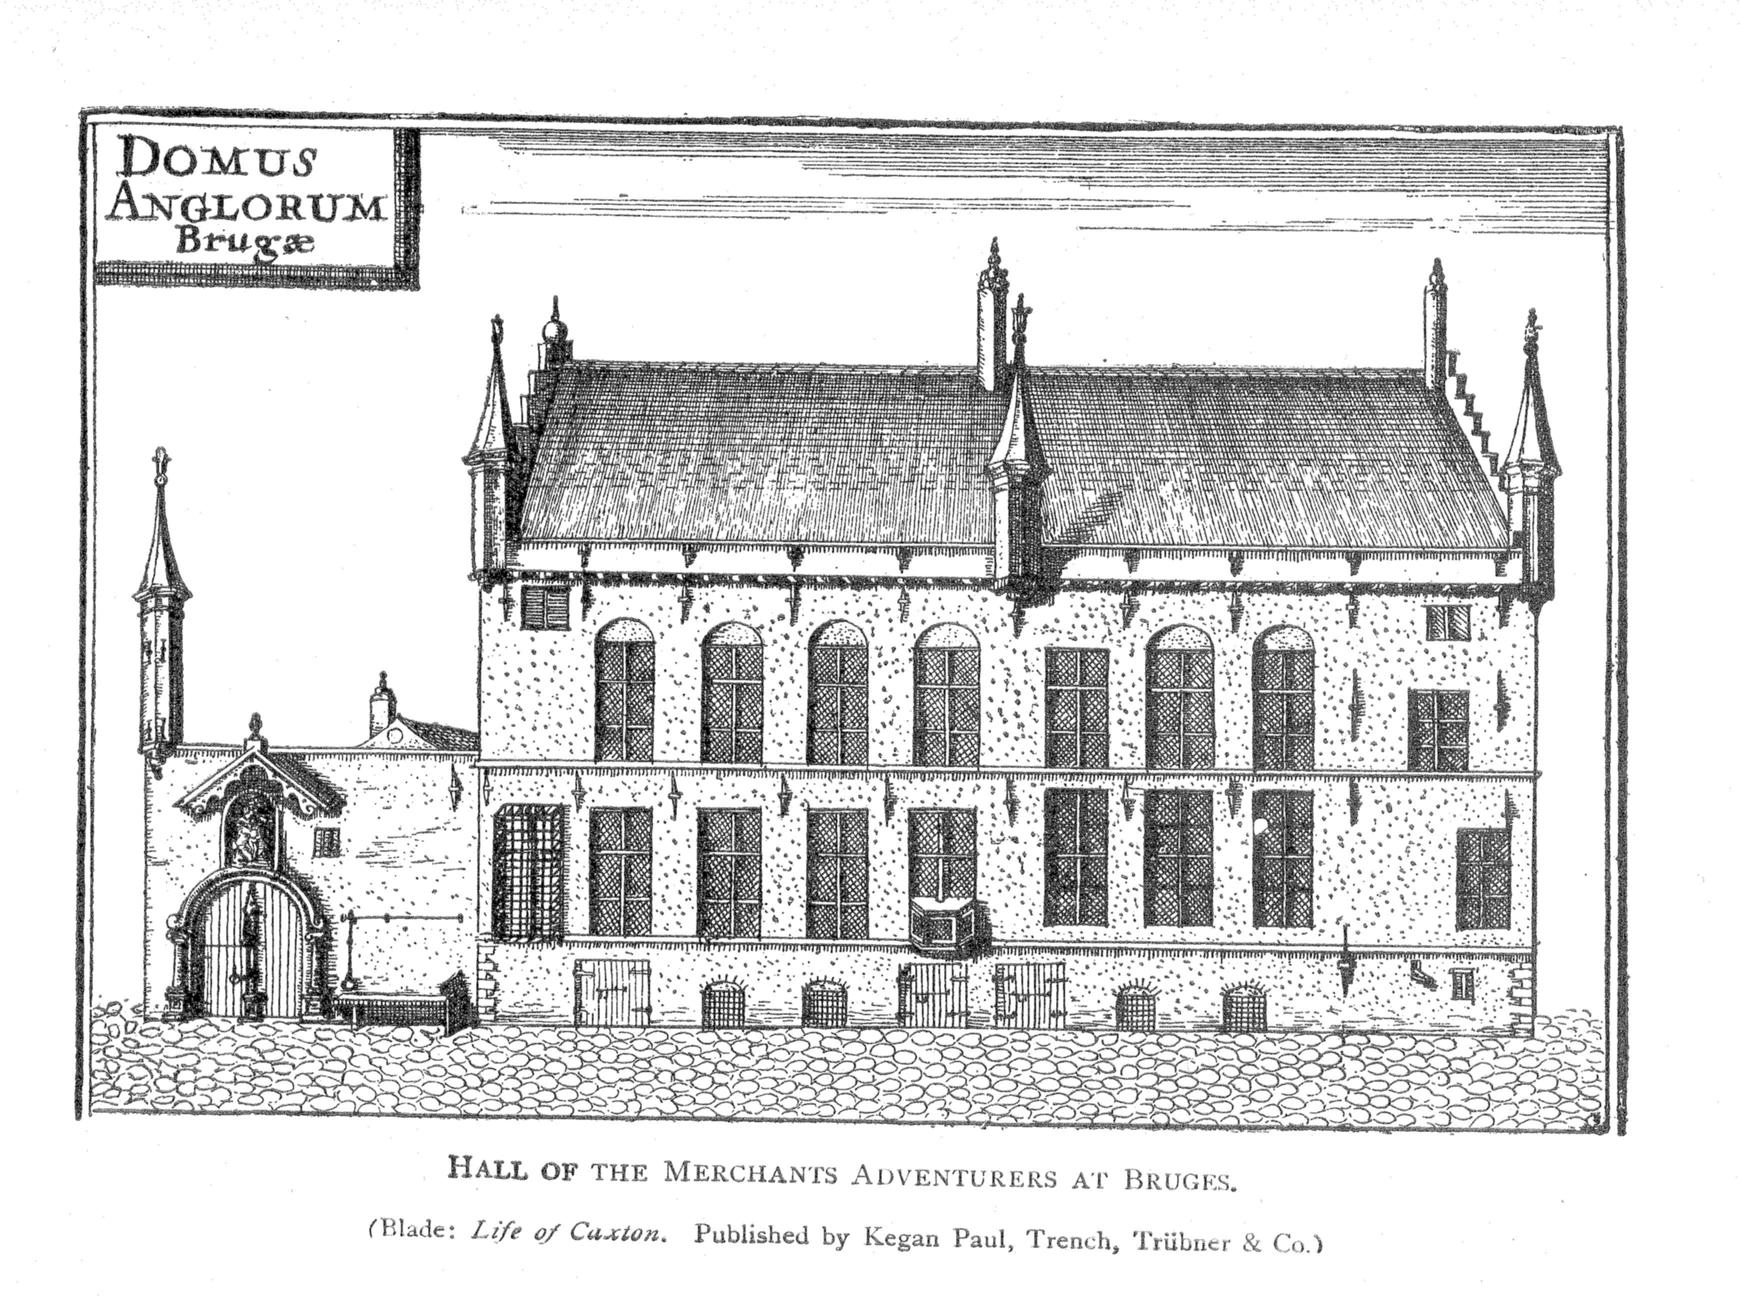 DOMUS
ANGLORUM
Brugæ
HALL OF THE MERCHANTS ADVENTURERS AT BRUGES.
(Blade: Life of Caxton. Published by Kegan Paul, Trench, Trübner & Co.)